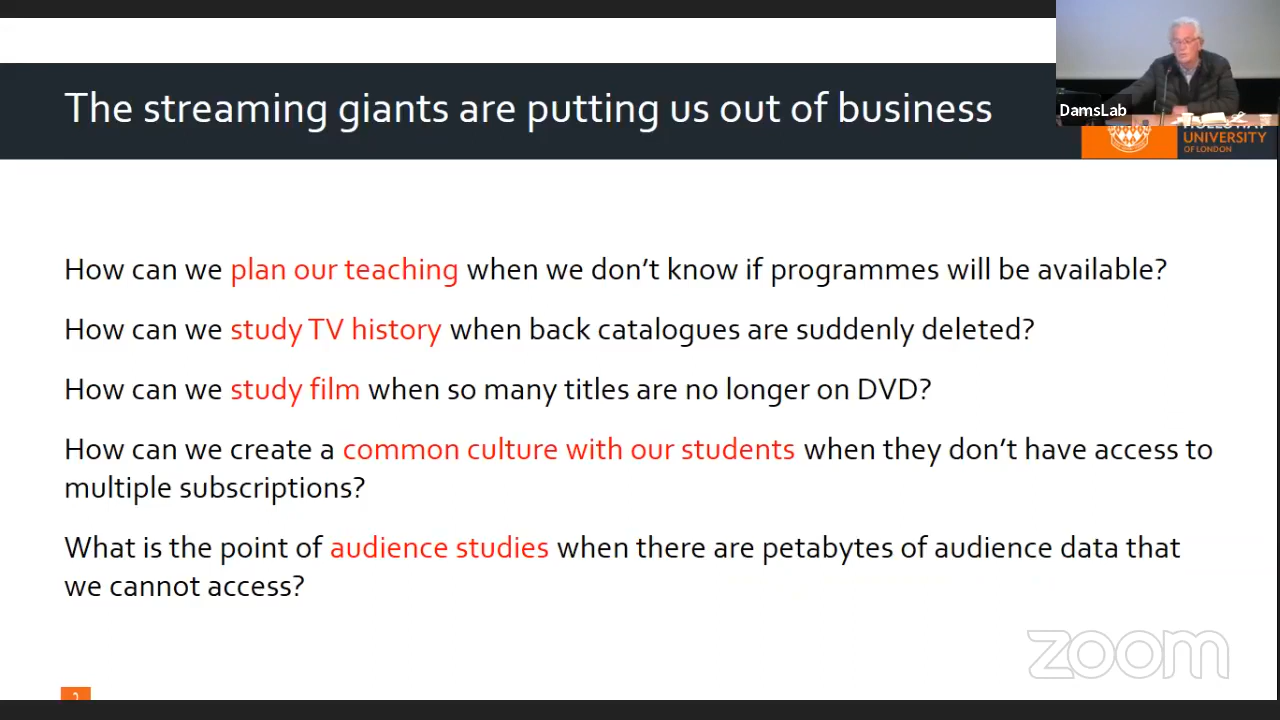 The streaming giants are putting us out of business
DamsLab
UNIVERSITY
OF LONDON
How can we plan our teaching when we don't know if programmes will be available?
How can we study TV history when back catalogues are suddenly deleted?
How can we study film when so many titles are no longer on DVD?
How can we create a common culture with our students when they don't have access to
multiple subscriptions?
What is the point of audience studies when there are petabytes of audience data that
we cannot access?
zoom